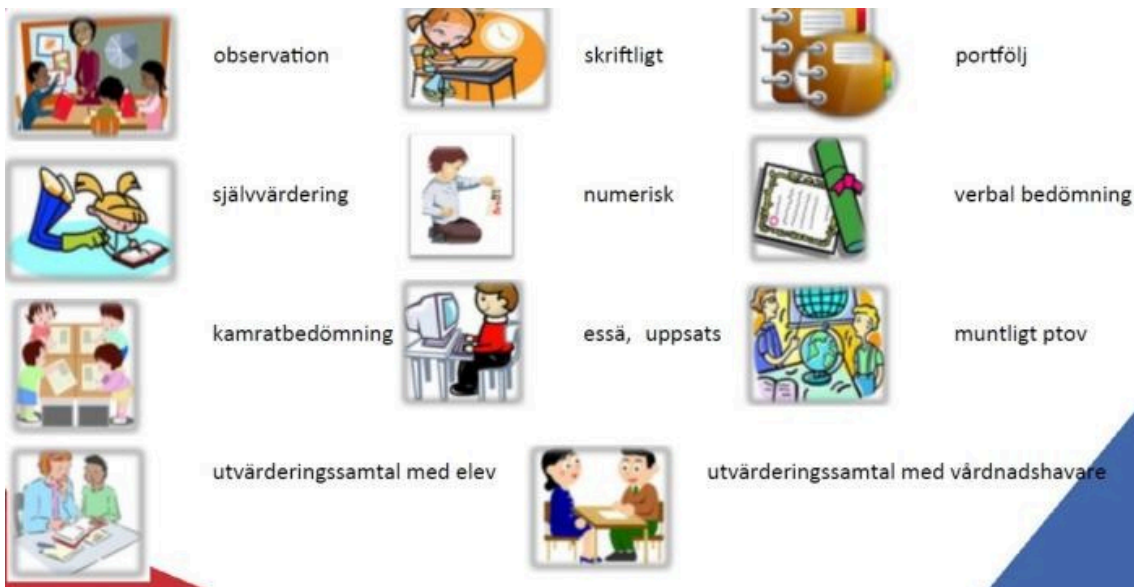 observation
skriftligt
portfölj
självvärdering
numerisk
verbal bedömning
kamratbedömning
essä, uppsats
muntligt ptov
utvärderingssamtal med elev
utvärderingssamtal med vårdnadshavare